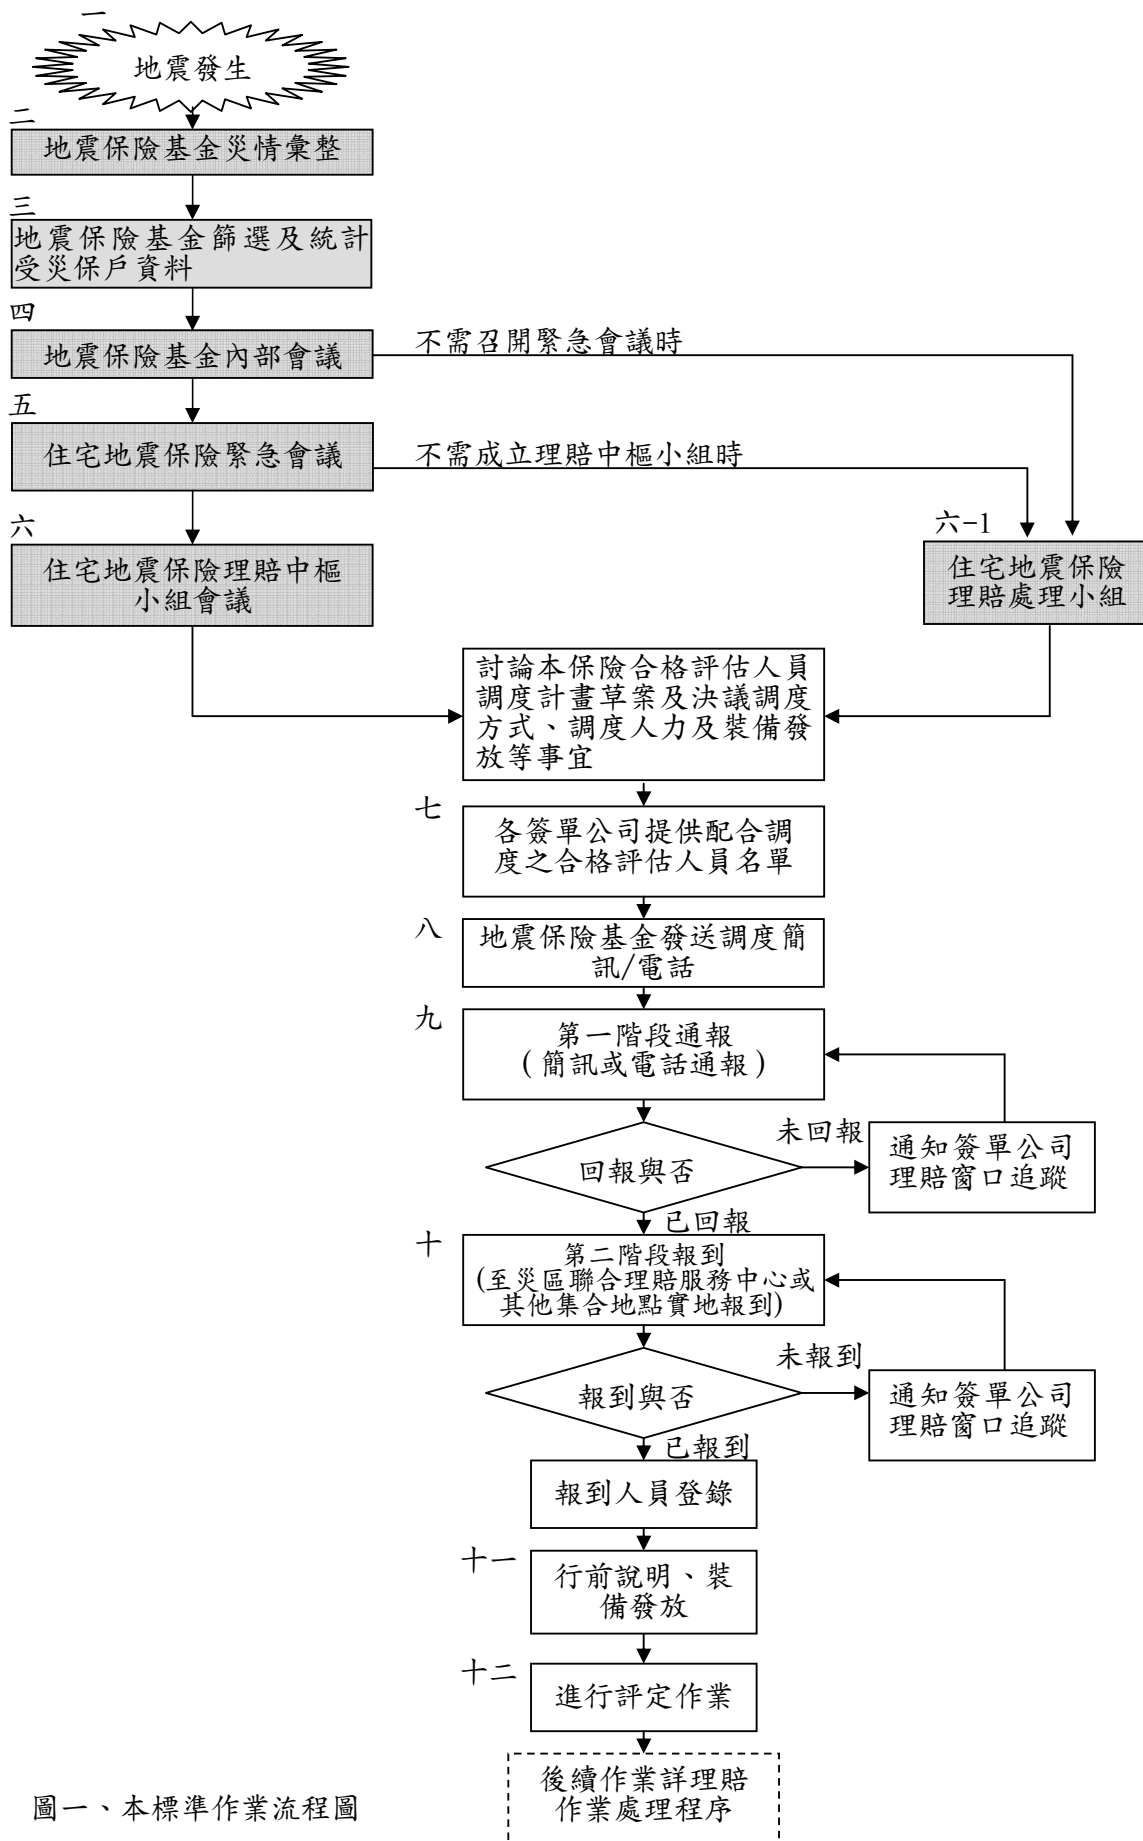 一
地震發生
二
地震保險基金災情彙整
三
地震保險基金篩選及統計
受災保戶資料
四
地震保險基金內部會議
不需召開緊急會議時
五
住宅地震保險緊急會議
不需成立理賠中樞小組時
六
住宅地震保險理賠中樞
小組會議
六-1
住宅地震保險
理賠處理小組
討論本保險合格評估人員
調度計畫草案及決議調度
方式、調度人力及裝備發
放等事宜
七
各簽單公司提供配合調
度之合格評估人員名單
八
地震保險基金發送調度簡
訊/電話
九
第一階段通報
(簡訊或電話通報)
回報與否
未回報
通知簽單公司
理賠窗口追蹤
已回報
十
第二階段報到
(至災區聯合理賠服務中心或
其他集合地點實地報到)
報到與否
未報到
通知簽單公司
理賠窗口追蹤
已報到
報到人員登錄
十一
行前說明、裝
備發放
十二
進行評定作業
後續作業詳理賠
作業處理程序
圖一、本標準作業流程圖